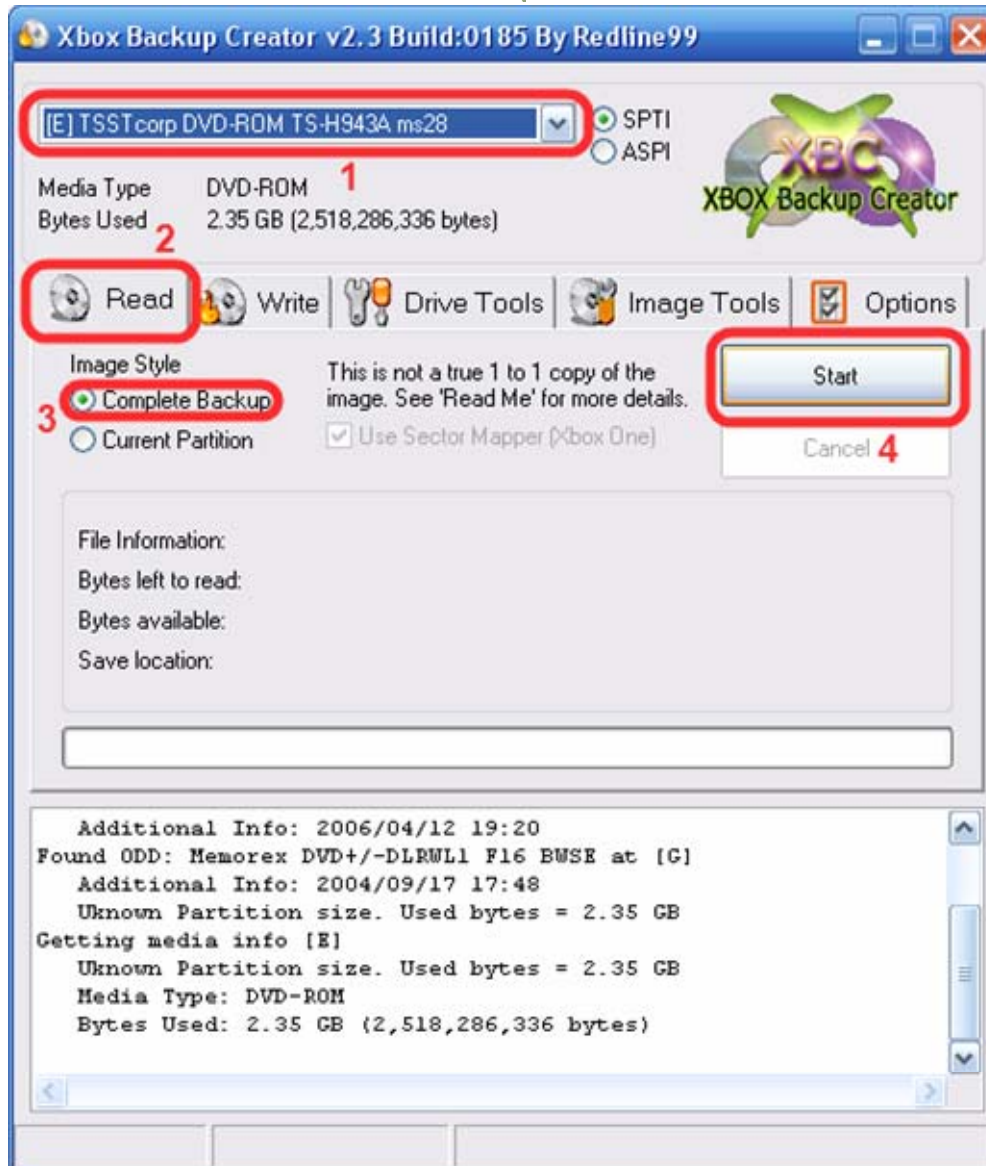 Xbox Backup Creator v2.3 Build:0185 By Redline99
[E] TSSTcorp DVD-ROM TS-H943A ms28
SPTI
ASPI
1
Media Type DVD-ROM
Bytes Used 2.35 GB (2,518,286,336 bytes)
XBC
XBOX Backup Creator
2
Read Write Drive Tools Image Tools Options
Image Style
3
Complete Backup
Current Partition
This is not a true 1 to 1 copy of the
image. See 'Read Me' for more details.
Use Sector Mapper (Xbox One)
Start
Cancel 4
File Information:
Bytes left to read:
Bytes available:
Save location:
Additional Info: 2006/04/12 19:20
Found ODD: Memorex DVD+/-DLRWL1 F16 BWSE at [G]
Additional Info: 2004/09/17 17:48
Uknown Partition size. Used bytes = 2.35 GB
Getting media info [E]
Uknown Partition size. Used bytes = 2.35 GB
Media Type: DVD-ROM
Bytes Used: 2.35 GB (2,518,286,336 bytes)